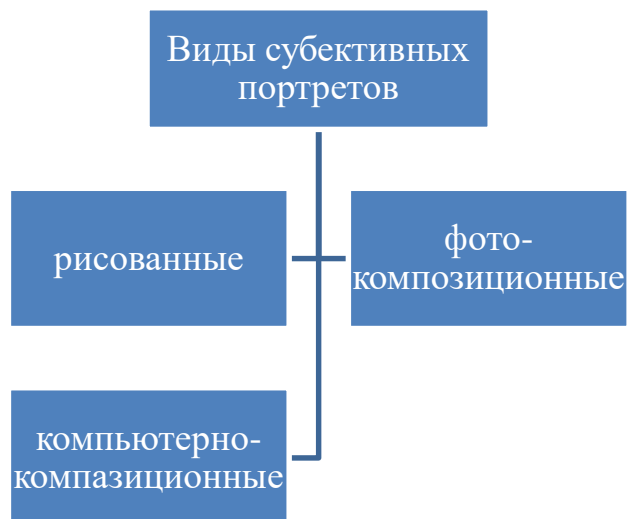 Виды субективных
портретов
рисованные
фото-
композиционные
компьютерно-
компазиционные